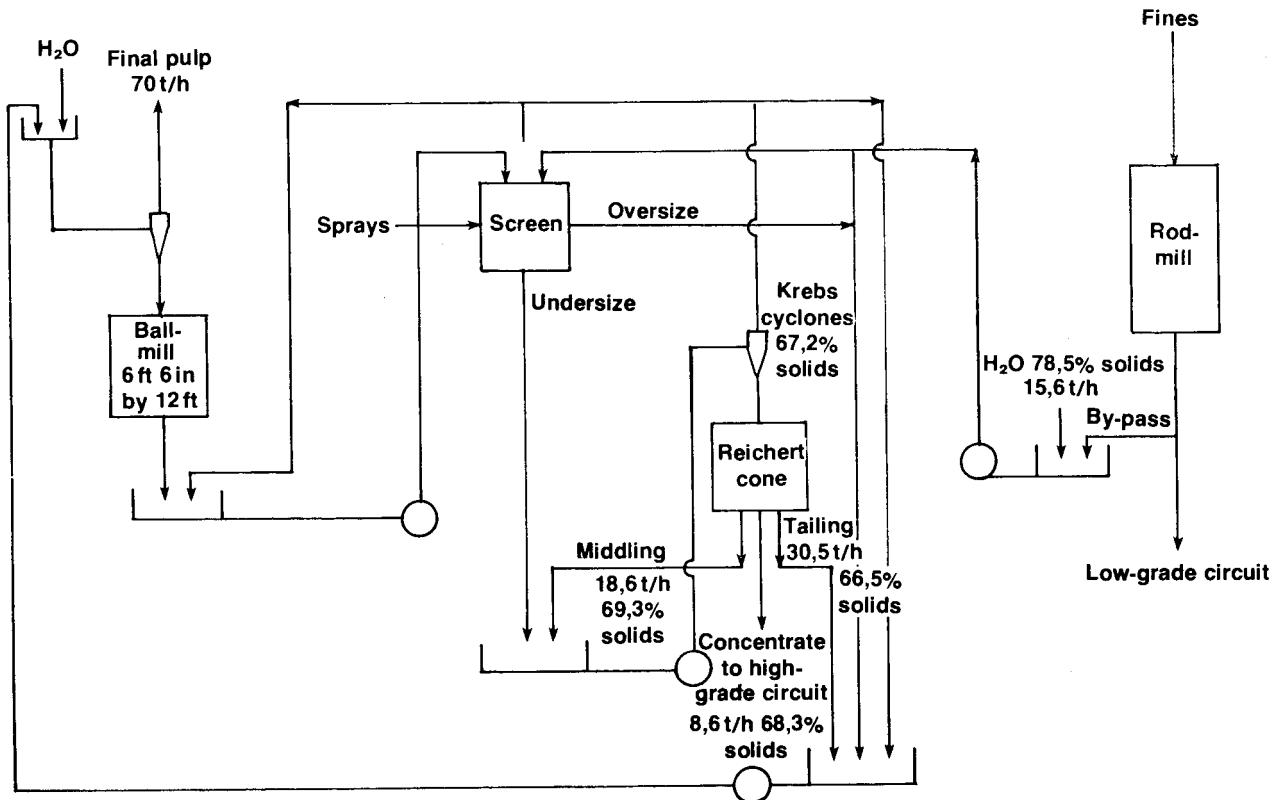 Fines
H₂O
Final pulp
70 t/h
Rod-
mill
Sprays
Screen
Oversize
Undersize
Krebs
cyclones
67,2%
solids
Ball-
mill
6 ft 6 in
by 12 ft
H₂O 78,5% solids
15,6 t/h
By-pass
Reichert
cone
Tailing
30,5 t/h
66,5%
solids
Middling
18,6 t/h
69,3%
solids
Low-grade circuit
Concentrate
to high-
grade circuit
8,6 t/h 68,3%
solids